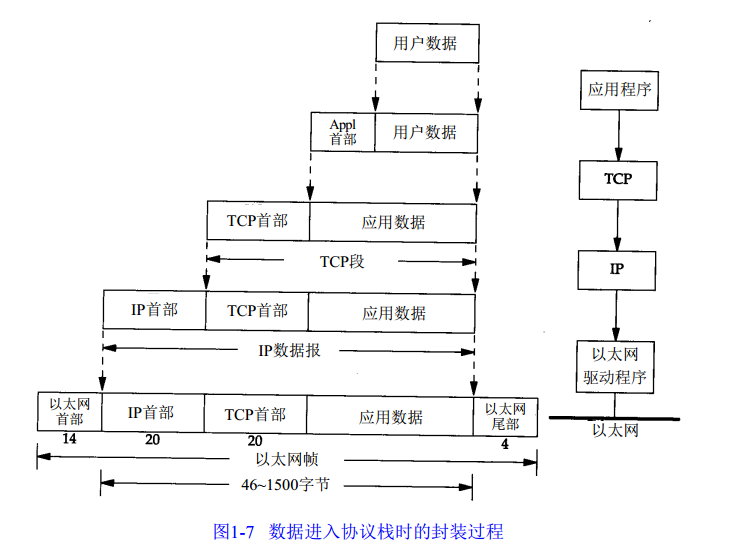 用户数据
应用程序
Appl
首部
用户数据
TCP
TCP首部
应用数据
TCP段
IP
IP首部
TCP首部
应用数据
IP数据报
以太网
驱动程序
以太网
首部
IP首部
TCP首部
应用数据
以太网
尾部
以太网
14
20
20
4
以太网帧
46~1500字节
图1-7 数据进入协议栈时的封装过程